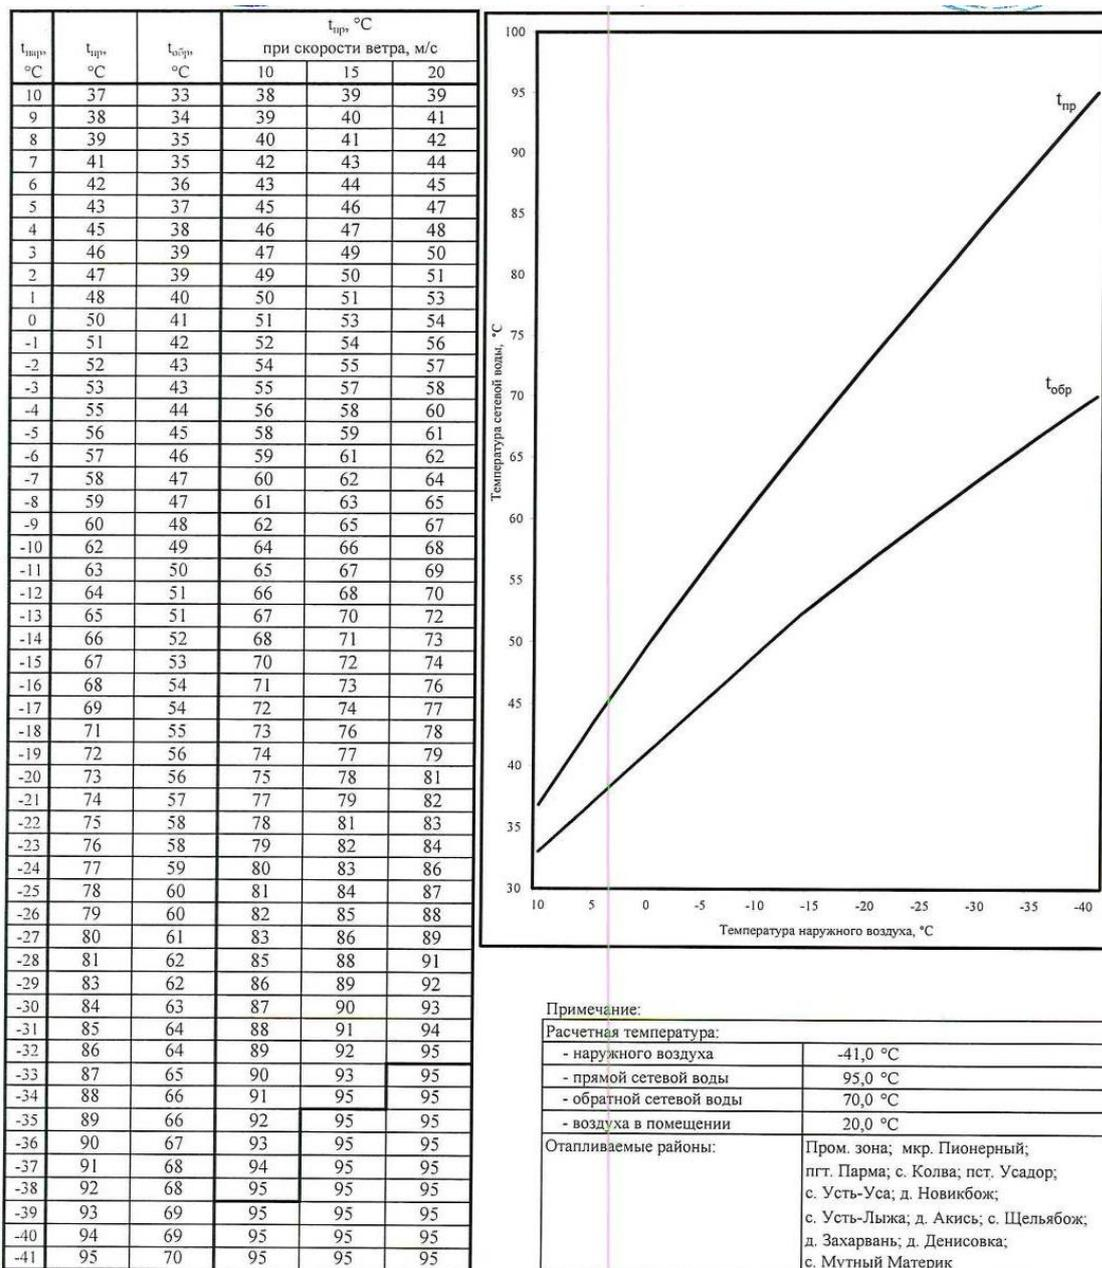 tнар, °C tпр, °C tобр, °C tпр, °C при скорости ветра, м/с
10 15 20
10 37 33 38 39 39
9 38 34 39 40 41
8 39 35 40 41 42
7 41 35 42 43 44
6 42 36 43 44 45
5 43 37 45 46 47
4 45 38 46 47 48
3 46 39 47 49 50
2 47 39 49 50 51
1 48 40 50 51 53
0 50 41 51 53 54
-1 51 42 52 54 56
-2 52 43 54 55 57
-3 53 43 55 57 58
-4 55 44 56 58 60
-5 56 45 58 59 61
-6 57 46 59 61 62
-7 58 47 60 62 64
-8 59 47 61 63 65
-9 60 48 62 65 67
-10 62 49 64 66 68
-11 63 50 65 67 69
-12 64 51 66 68 70
-13 65 51 67 70 72
-14 66 52 68 71 73
-15 67 53 70 72 74
-16 68 54 71 73 76
-17 69 54 72 74 77
-18 71 55 73 76 78
-19 72 56 74 77 79
-20 73 56 75 78 81
-21 74 57 77 79 82
-22 75 58 78 81 83
-23 76 58 79 82 84
-24 77 59 80 83 86
-25 78 60 81 84 87
-26 79 60 82 85 88
-27 80 61 83 86 89
-28 81 62 85 88 91
-29 83 62 86 89 92
-30 84 63 87 90 93
-31 85 64 88 91 94
-32 86 64 89 92 95
-33 87 65 90 93 95
-34 88 66 91 95 95
-35 89 66 92 95 95
-36 90 67 93 95 95
-37 91 68 94 95 95
-38 92 68 95 95 95
-39 93 69 95 95 95
-40 94 69 95 95 95
-41 95 70 95 95 95
Температура сетевой воды, °C
100
95
90
85
80
75
70
65
60
55
50
45
40
35
30
tпр
tобр
10 5 0 -5 -10 -15 -20 -25 -30 -35 -40
Температура наружного воздуха, °C
Примечание:
Расчетная температура:
- наружного воздуха -41,0 °C
- прямой сетевой воды 95,0 °C
- обратной сетевой воды 70,0 °C
- воздуха в помещении 20,0 °C
Отапливаемые районы: Пром. зона; мкр. Пионерный;
пгт. Парма; с. Колва; пст. Усадор;
с. Усть-Уса; д. Новикбож;
с. Усть-Лыжа; д. Акись; с. Щельябож;
д. Захарвань; д. Денисовка;
с. Мутный Материк